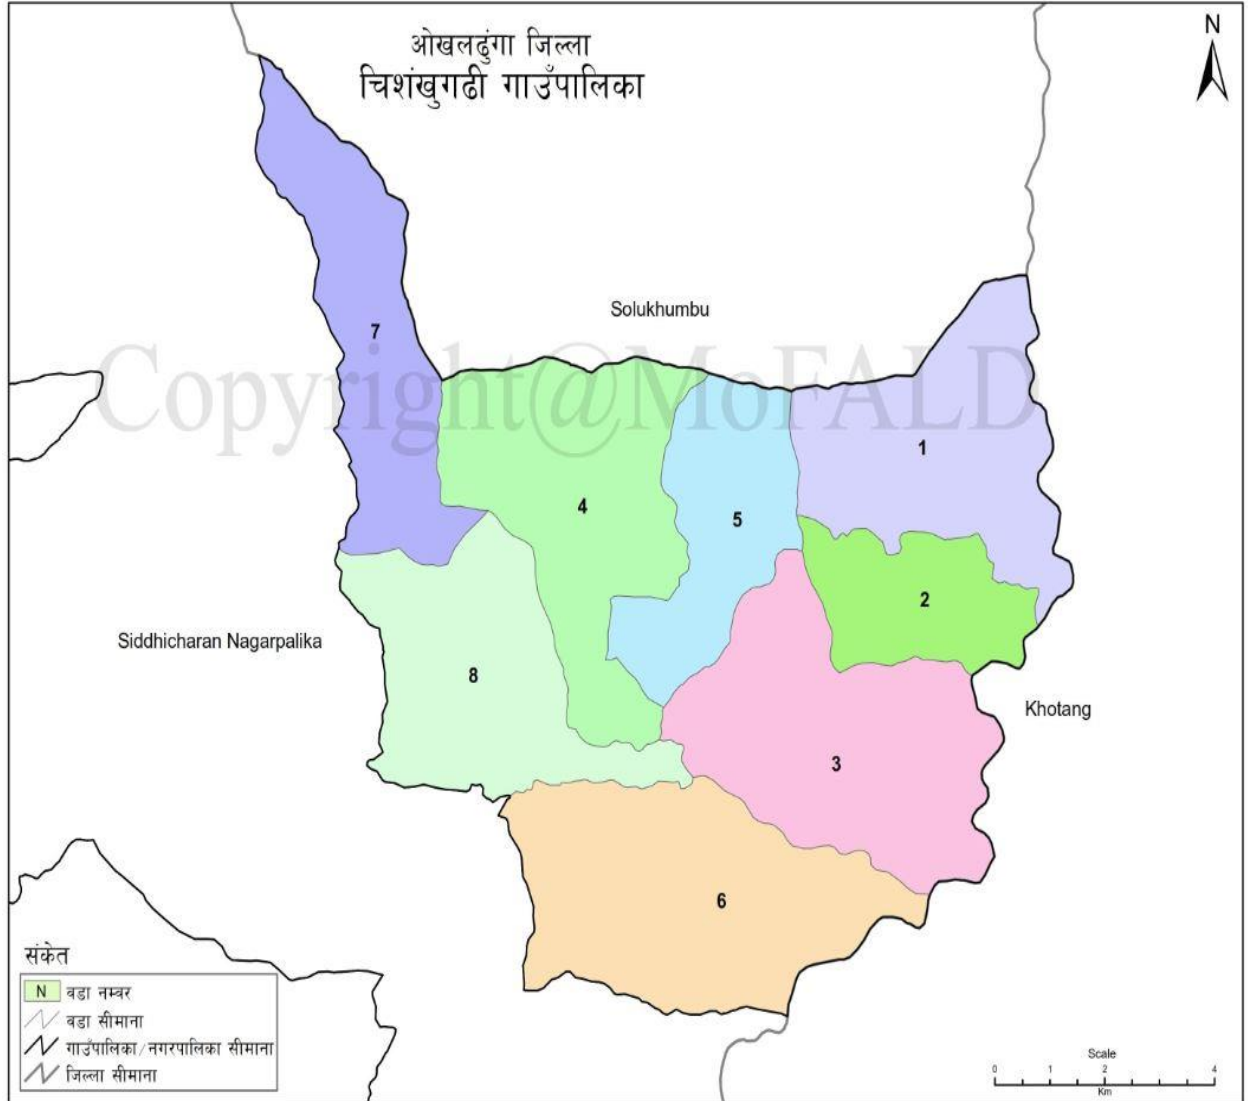 N
ओखलढुंगा जिल्ला
चिशंखुगढी गाउँपालिका
Solukhumbu
7
Copyright@MoFALD
1
4
5
2
Siddhicharan Nagarpalika
8
Khotang
3
6
संकेत
N वडा नम्वर
वडा सीमाना
गाउँपालिका/नगरपालिका सीमाना
जिल्ला सीमाना
Scale
0 1 2 4
Km